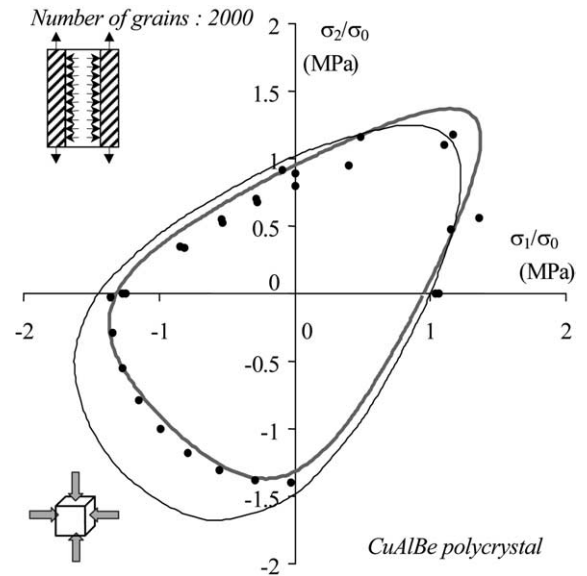 Number of grains : 2000
2
σ₂/σ₀
(MPa)
1.5
1
0.5
σ₁/σ₀
(MPa)
0
-2
-1
0
1
2
-0.5
-1
-1.5
-2
CuAlBe polycrystal